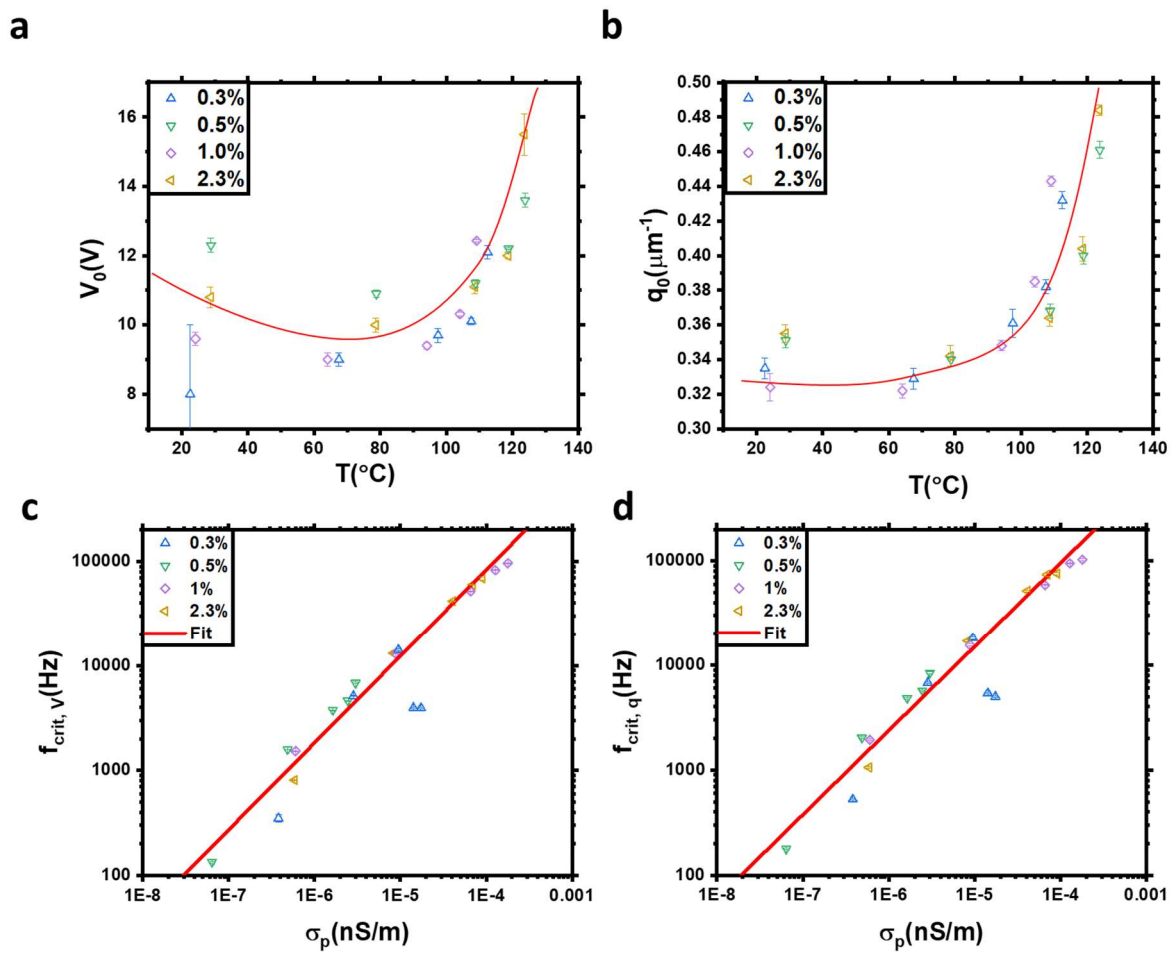 a
0.3%
0.5%
1.0%
2.3%
16
14
12
10
8
V0(V)
20 40 60 80 100 120 140
T(°C)
b
0.3%
0.5%
1.0%
2.3%
0.50
0.48
0.46
0.44
0.42
0.40
0.38
0.36
0.34
0.32
0.30
q0(μm-1)
20 40 60 80 100 120 140
T(°C)
c
0.3%
0.5%
1%
2.3%
Fit
100000
10000
1000
100
fcrit, V(Hz)
1E-8 1E-7 1E-6 1E-5 1E-4 0.001
σp(nS/m)
d
0.3%
0.5%
1%
2.3%
Fit
100000
10000
1000
100
fcrit, q(Hz)
1E-8 1E-7 1E-6 1E-5 1E-4 0.001
σp(nS/m)